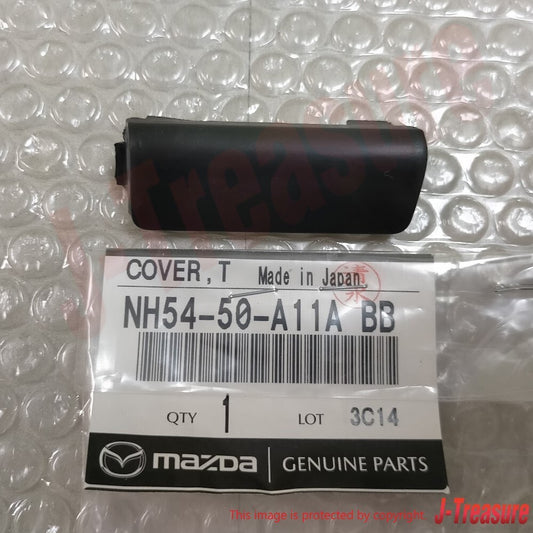 J-Treasure
COVER, T Made in Japan
NH54-50-A11A BB
QTY 1 LOT 3C14
mazda GENUINE PARTS
This image is protected by copyright.
J-Treasure